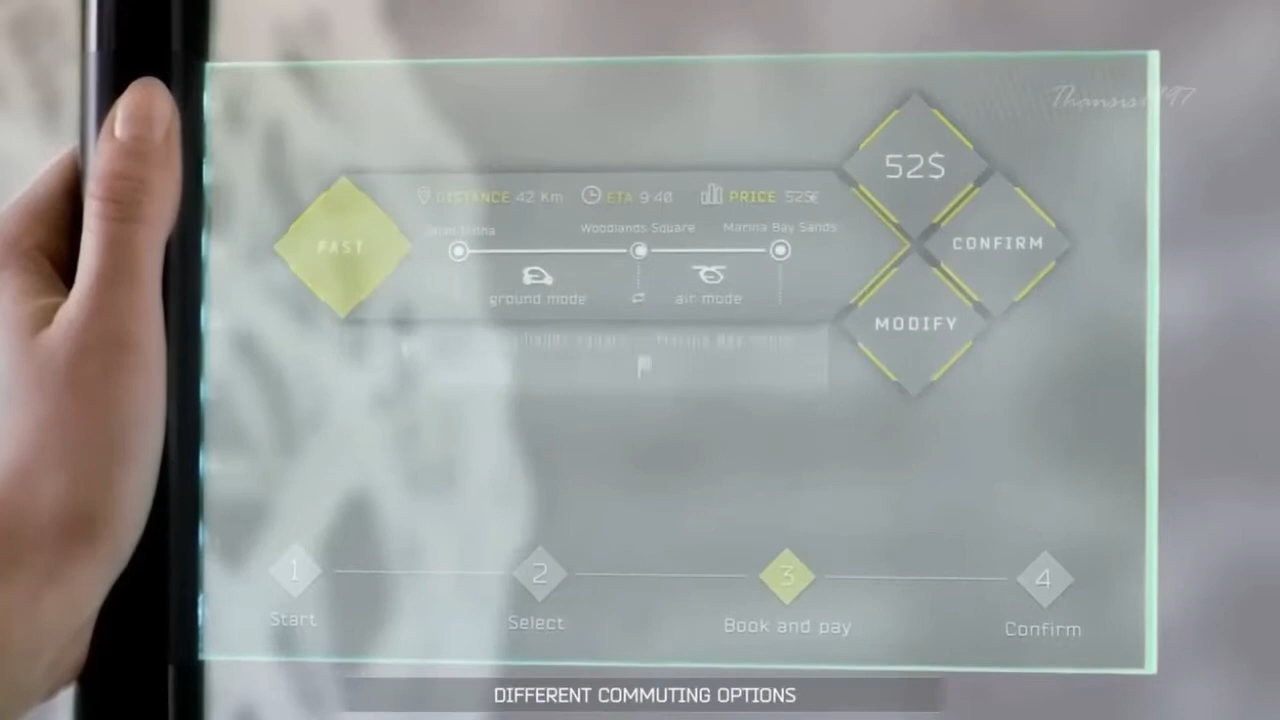 52$
DISTANCE 42 Km ETA 9 40 PRICE 52$
FAST
Woodlands Square Marina Bay Sands
CONFIRM
ground mode air mode
MODIFY
1 2 3 4
Start Select Book and pay Confirm
DIFFERENT COMMUTING OPTIONS